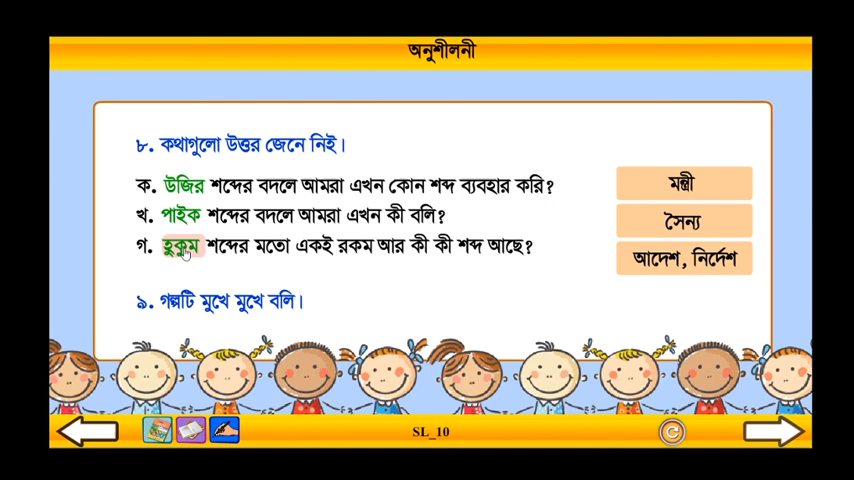 অনুশীলনী
৮. কথাগুলো উত্তর জেনে নিই।
ক. উজির শব্দের বদলে আমরা এখন কোন শব্দ ব্যবহার করি?
মন্ত্রী
খ. পাইক শব্দের বদলে আমরা এখন কী বলি?
সৈন্য
গ. হুকুম শব্দের মতো একই রকম আর কী কী শব্দ আছে?
আদেশ, নির্দেশ
৯. গল্পটি মুখে মুখে বলি।
SL_10